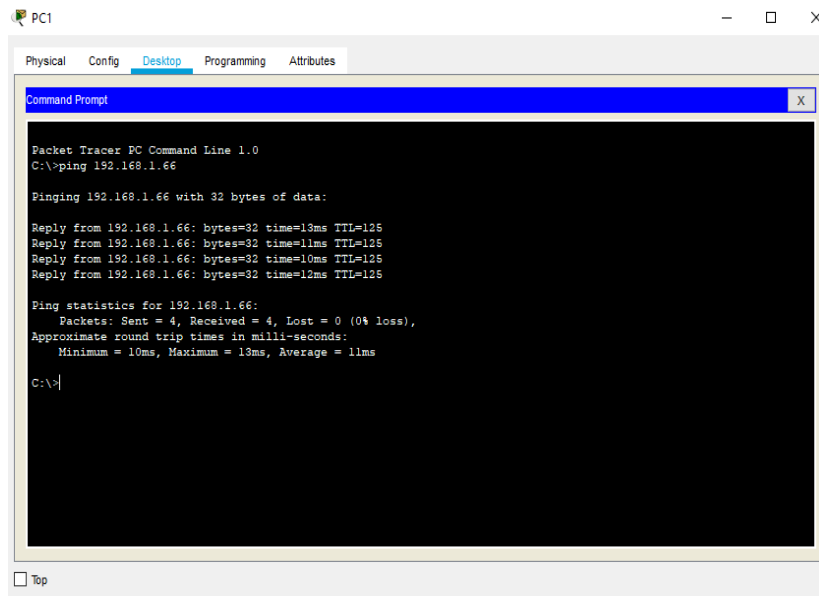 PC1
Physical Config Desktop Programming Attributes
Command Prompt
X
Packet Tracer PC Command Line 1.0
C:\>ping 192.168.1.66
Pinging 192.168.1.66 with 32 bytes of data:
Reply from 192.168.1.66: bytes=32 time=13ms TTL=125
Reply from 192.168.1.66: bytes=32 time=11ms TTL=125
Reply from 192.168.1.66: bytes=32 time=10ms TTL=125
Reply from 192.168.1.66: bytes=32 time=12ms TTL=125
Ping statistics for 192.168.1.66:
Packets: Sent = 4, Received = 4, Lost = 0 (0% loss),
Approximate round trip times in milli-seconds:
Minimum = 10ms, Maximum = 13ms, Average = 11ms
C:\>
Top